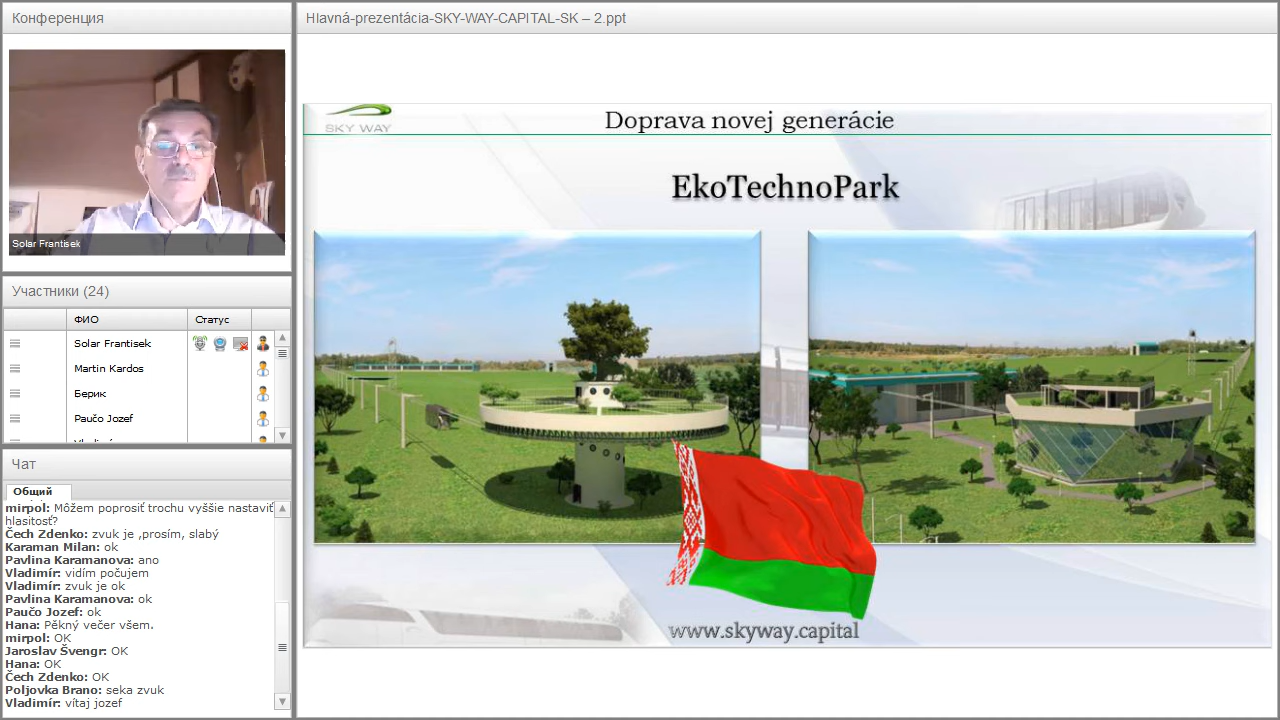 Конференция
Solar Frantisek
Участники (24)
ФИО
Статус
Solar Frantisek
Martin Kardos
Берик
Paučo Jozef
Чат
Общий
mirpol: Môžem poprosiť trochu vyššie nastaviť
hlasitosť?
Čech Zdenko: zvuk je ,prosím, slabý
Karaman Milan: ok
Pavlina Karamanova: ano
Vladimír: vidím počujem
Vladimír: zvuk je ok
Pavlina Karamanova: ok
Paučo Jozef: ok
Hana: Pěkný večer všem.
mirpol: OK
Jaroslav Švengr: OK
Hana: OK
Čech Zdenko: OK
Poljovka Brano: seka zvuk
Vladimír: vítaj jozef
Hlavná-prezentácia-SKY-WAY-CAPITAL-SK – 2.ppt
SKY WAY
Doprava novej generácie
EkoTechnoPark
www.skyway.capital